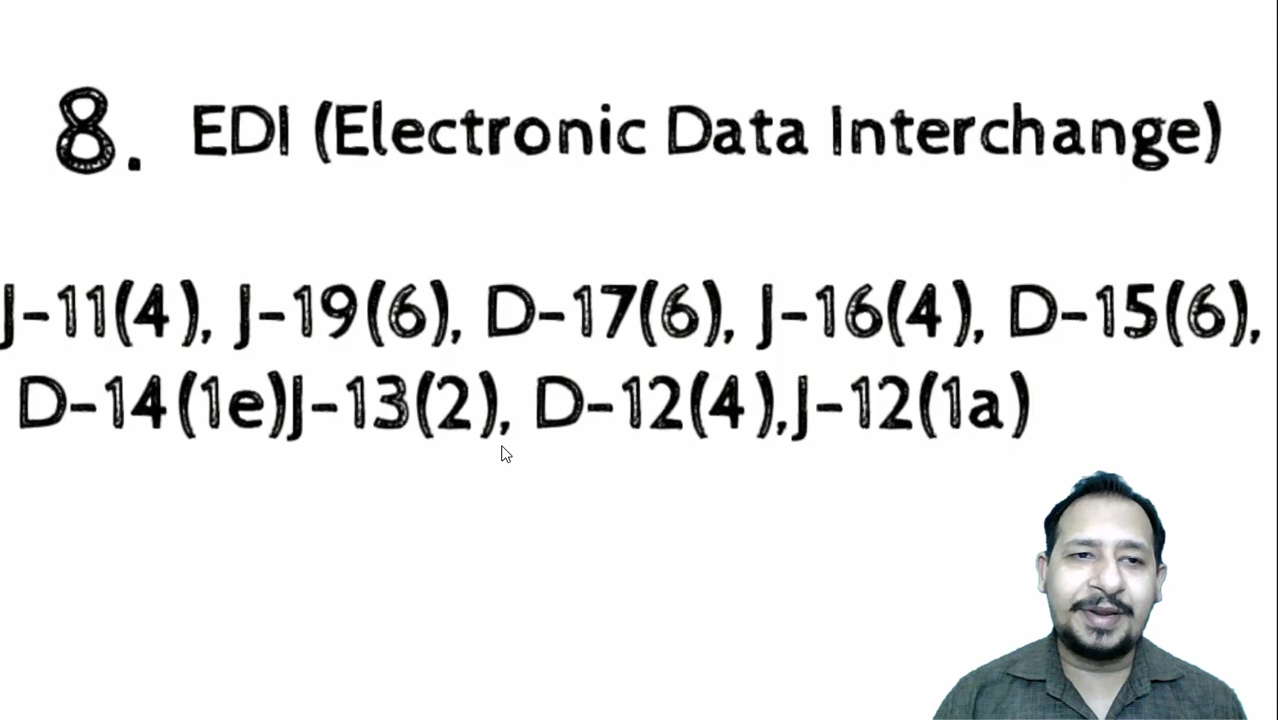 8. EDI (Electronic Data Interchange)
J-11(4), J-19(6), D-17(6), J-16(4), D-15(6),
D-14(1e)J-13(2), D-12(4),J-12(1a)